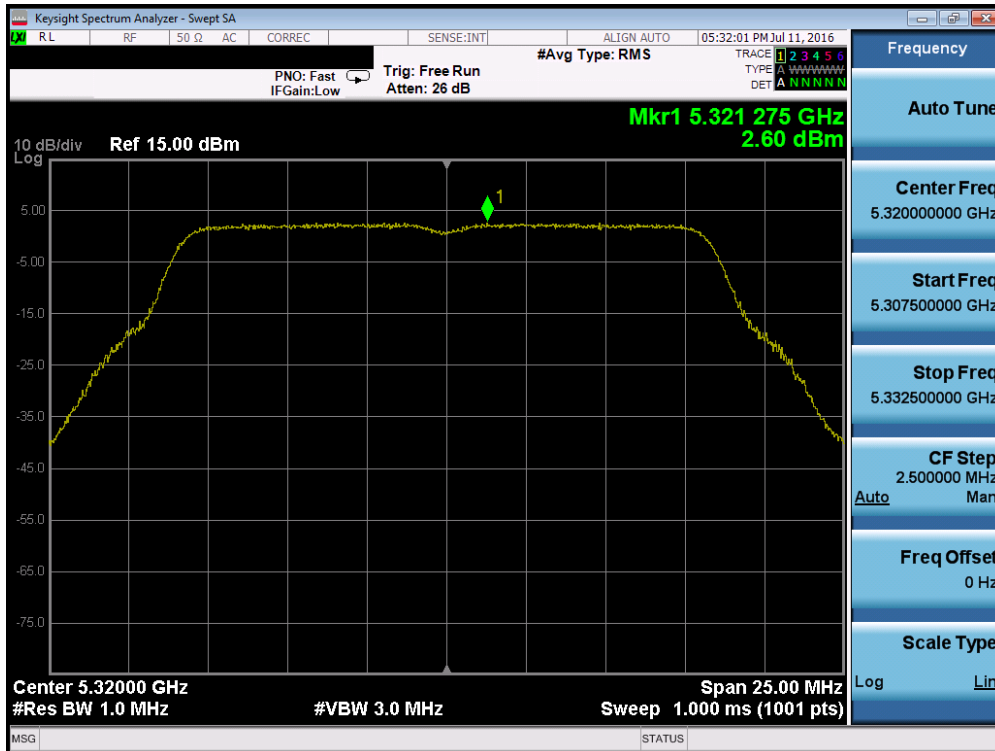 Keysight Spectrum Analyzer - Swept SA
LXI RL RF 50 Ω AC CORREC SENSE:INT ALIGN AUTO 05:32:01 PM Jul 11, 2016
#Avg Type: RMS
TRACE 1 2 3 4 5 6
TYPE A WWWWW
DET A N N N N N
PNO: Fast Trig: Free Run
IFGain:Low Atten: 26 dB
Mkr1 5.321 275 GHz
2.60 dBm
10 dB/div Ref 15.00 dBm
Log
1
5.00
-5.00
-15.0
-25.0
-35.0
-45.0
-55.0
-65.0
-75.0
Center 5.32000 GHz Span 25.00 MHz
#Res BW 1.0 MHz #VBW 3.0 MHz Sweep 1.000 ms (1001 pts)
MSG STATUS
Frequency
Auto Tune
Center Freq
5.320000000 GHz
Start Freq
5.307500000 GHz
Stop Freq
5.332500000 GHz
CF Step
2.500000 MHz
Auto Man
Freq Offset
0 Hz
Scale Type
Log Lin